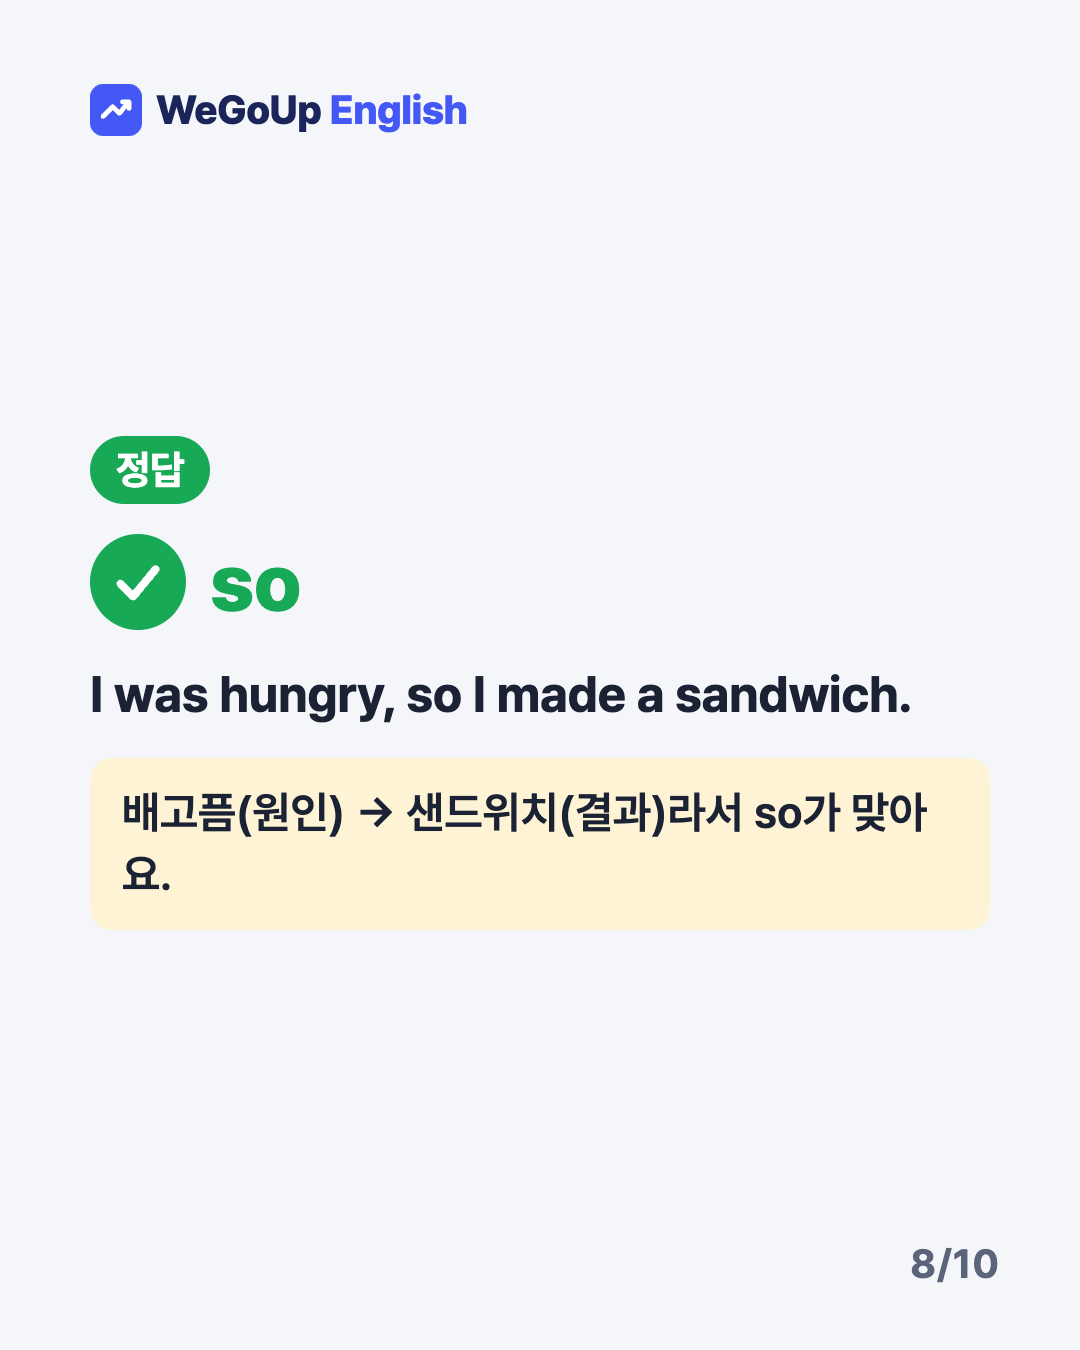 WeGoUp English
정답
so
I was hungry, so I made a sandwich.
배고픔(원인) → 샌드위치(결과)라서 so가 맞아
요.
8/10